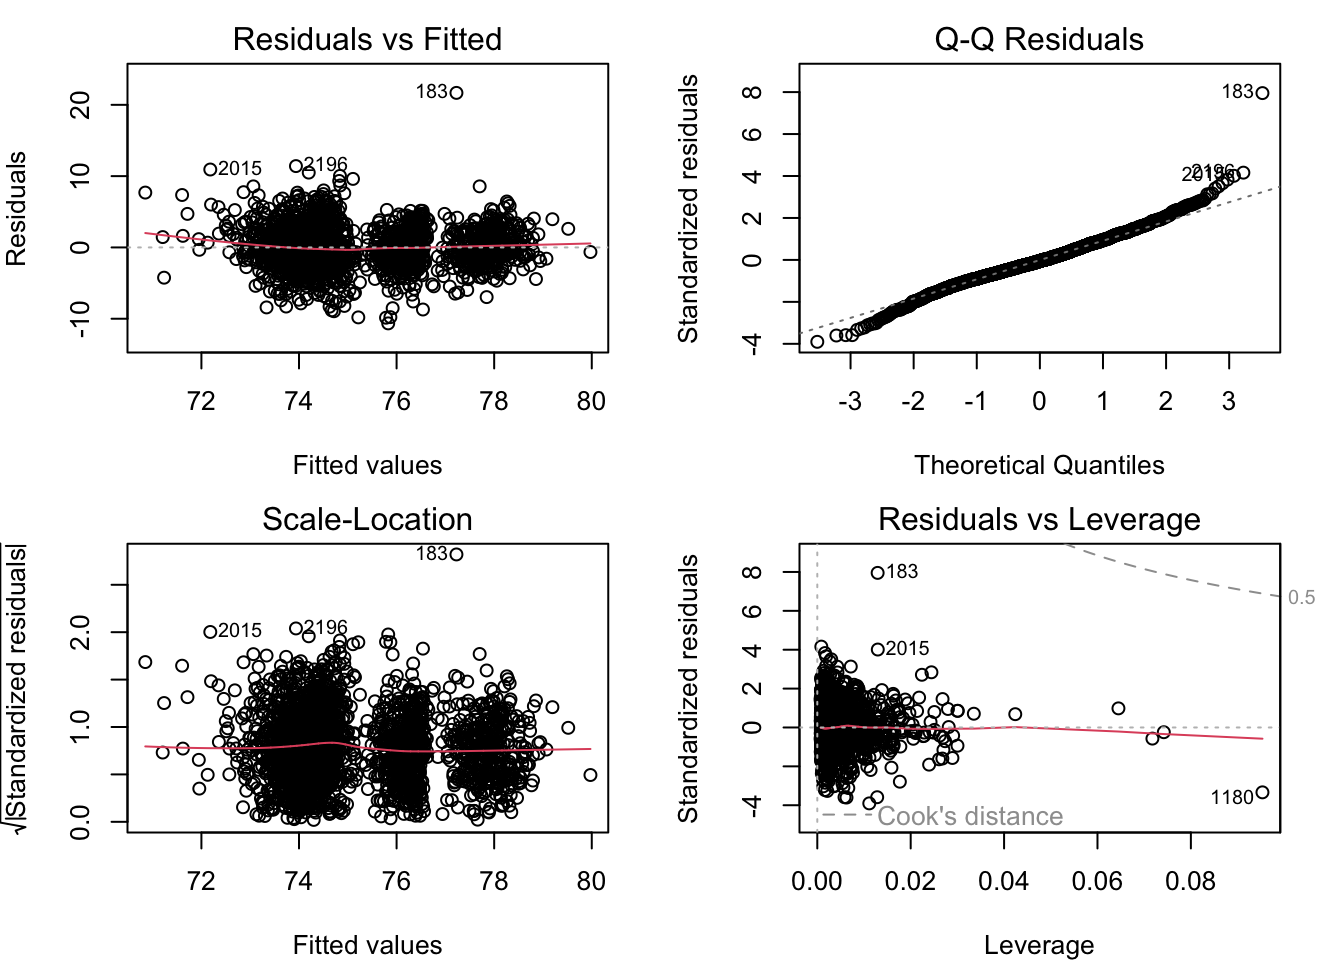 Residuals vs Fitted
Residuals
20
10
0
-10
183
2015
2196
72 74 76 78 80
Fitted values
Q-Q Residuals
Standardized residuals
8
6
4
2
0
-4
183
2196
2015
-3 -2 -1 0 1 2 3
Theoretical Quantiles
Scale-Location
√|Standardized residuals|
2.0
1.0
0.0
183
2015
2196
72 74 76 78 80
Fitted values
Residuals vs Leverage
Standardized residuals
8
6
4
2
0
-4
183
2015
0.5
1180
Cook's distance
0.00 0.02 0.04 0.06 0.08
Leverage